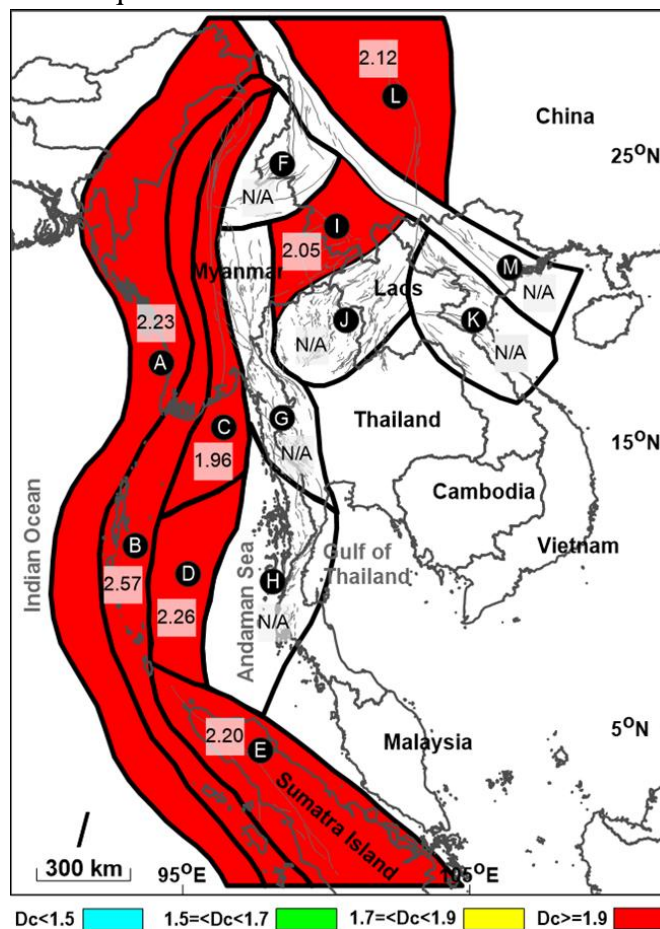 2.12
L
China
F
25°N
N/A
I
2.05
Myanmar
M
Laos
N/A
2.23
J
K
N/A
N/A
A
G
C
Thailand
15°N
1.96
N/A
Cambodia
B
Vietnam
Gulf of
Thailand
D
2.57
H
Indian Ocean
Andaman Sea
2.26
N/A
2.20
5°N
E
Malaysia
Sumatra Island
300 km
95°E
105°E
Dc<1.5
1.5=<Dc<1.7
1.7=<Dc<1.9
Dc>=1.9